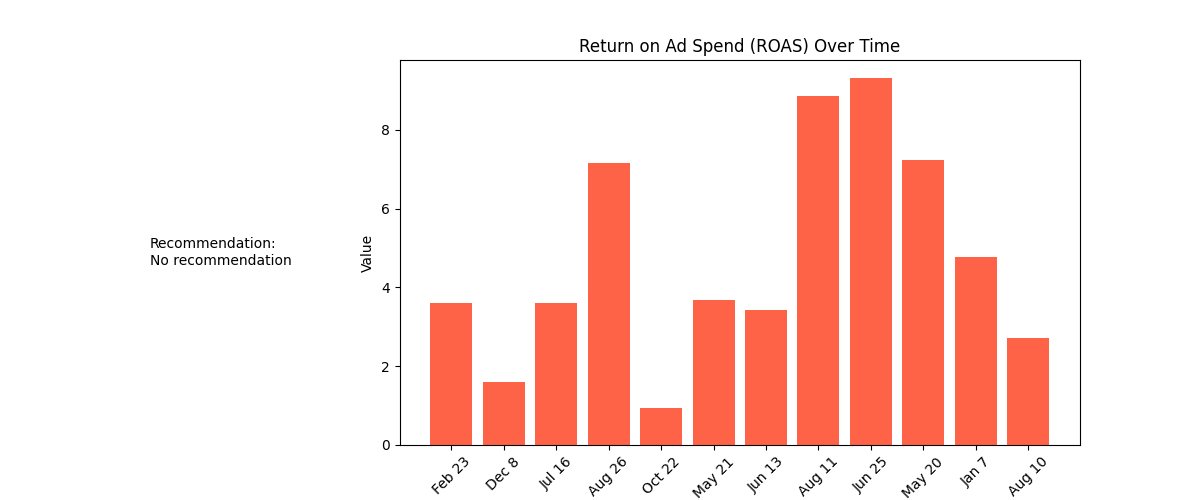 Return on Ad Spend (ROAS) Over Time
Recommendation:
No recommendation
Value
8
6
4
2
0
Feb 23
Dec 8
Jul 16
Aug 26
Oct 22
May 21
Jun 13
Aug 11
Jun 25
May 20
Jan 7
Aug 10